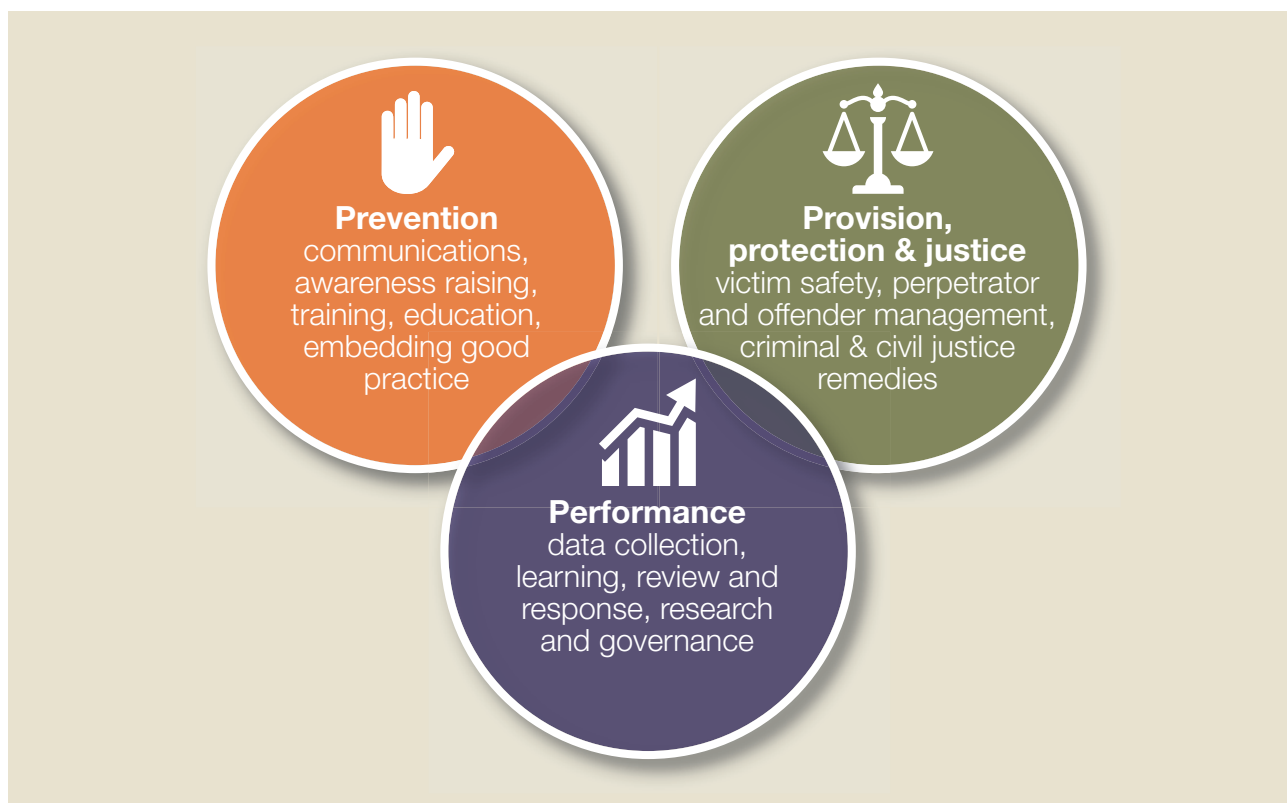 Prevention
communications,
awareness raising,
training, education,
embedding good
practice
Provision,
protection & justice
victim safety, perpetrator
and offender management,
criminal & civil justice
remedies
Performance
data collection,
learning, review and
response, research
and governance